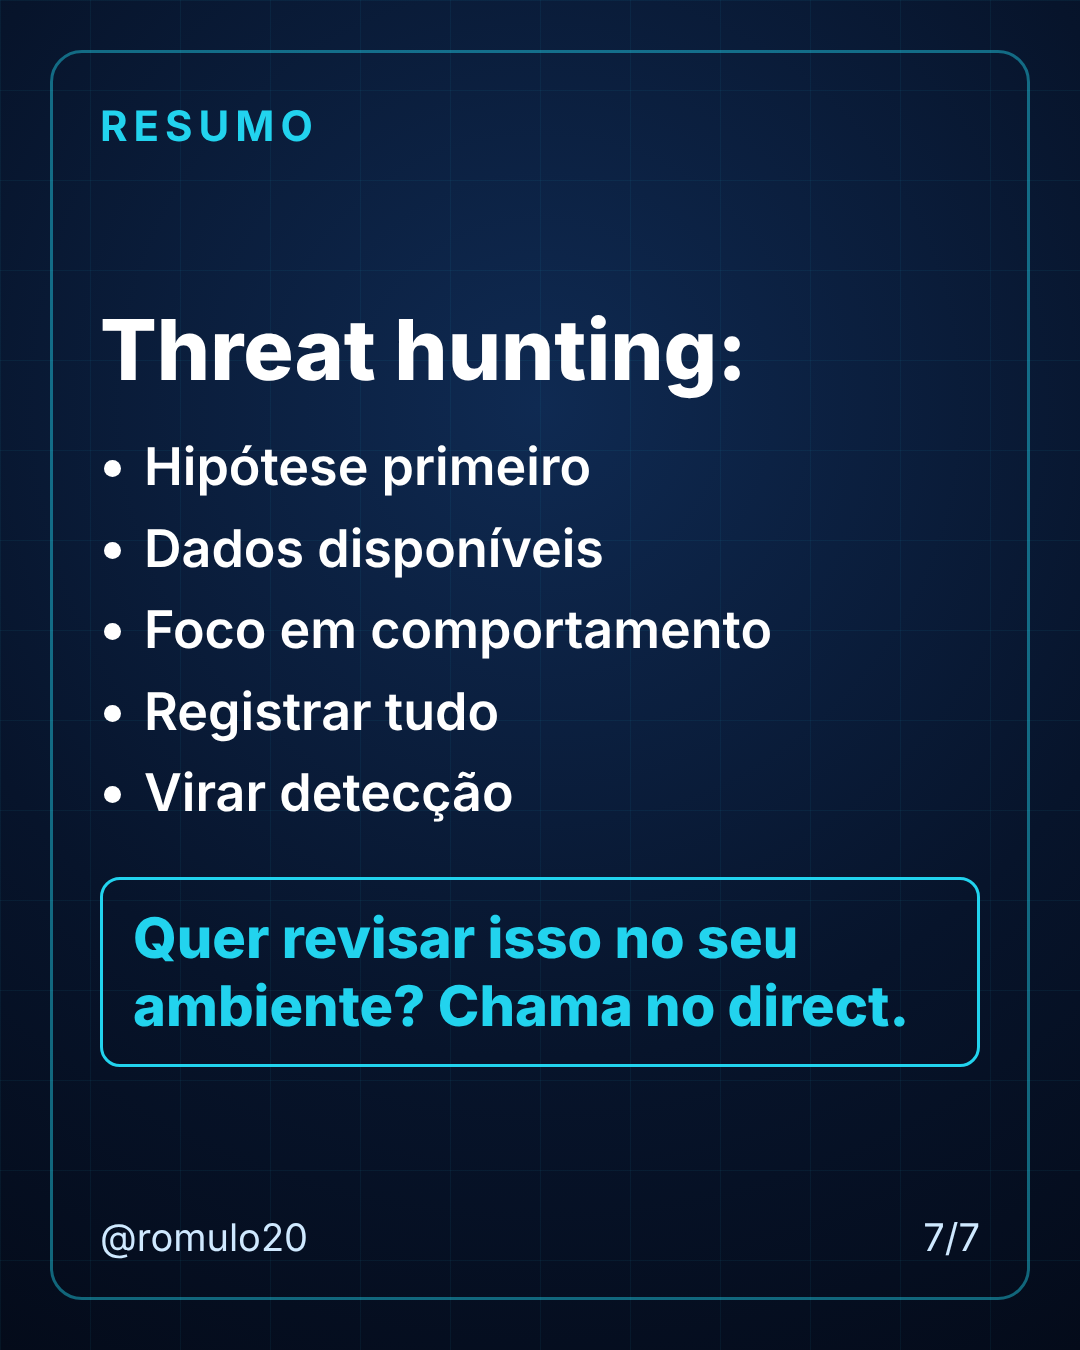 RESUMO
Threat hunting:
• Hipótese primeiro
• Dados disponíveis
• Foco em comportamento
• Registrar tudo
• Virar detecção
Quer revisar isso no seu
ambiente? Chama no direct.
@romulo20
7/7